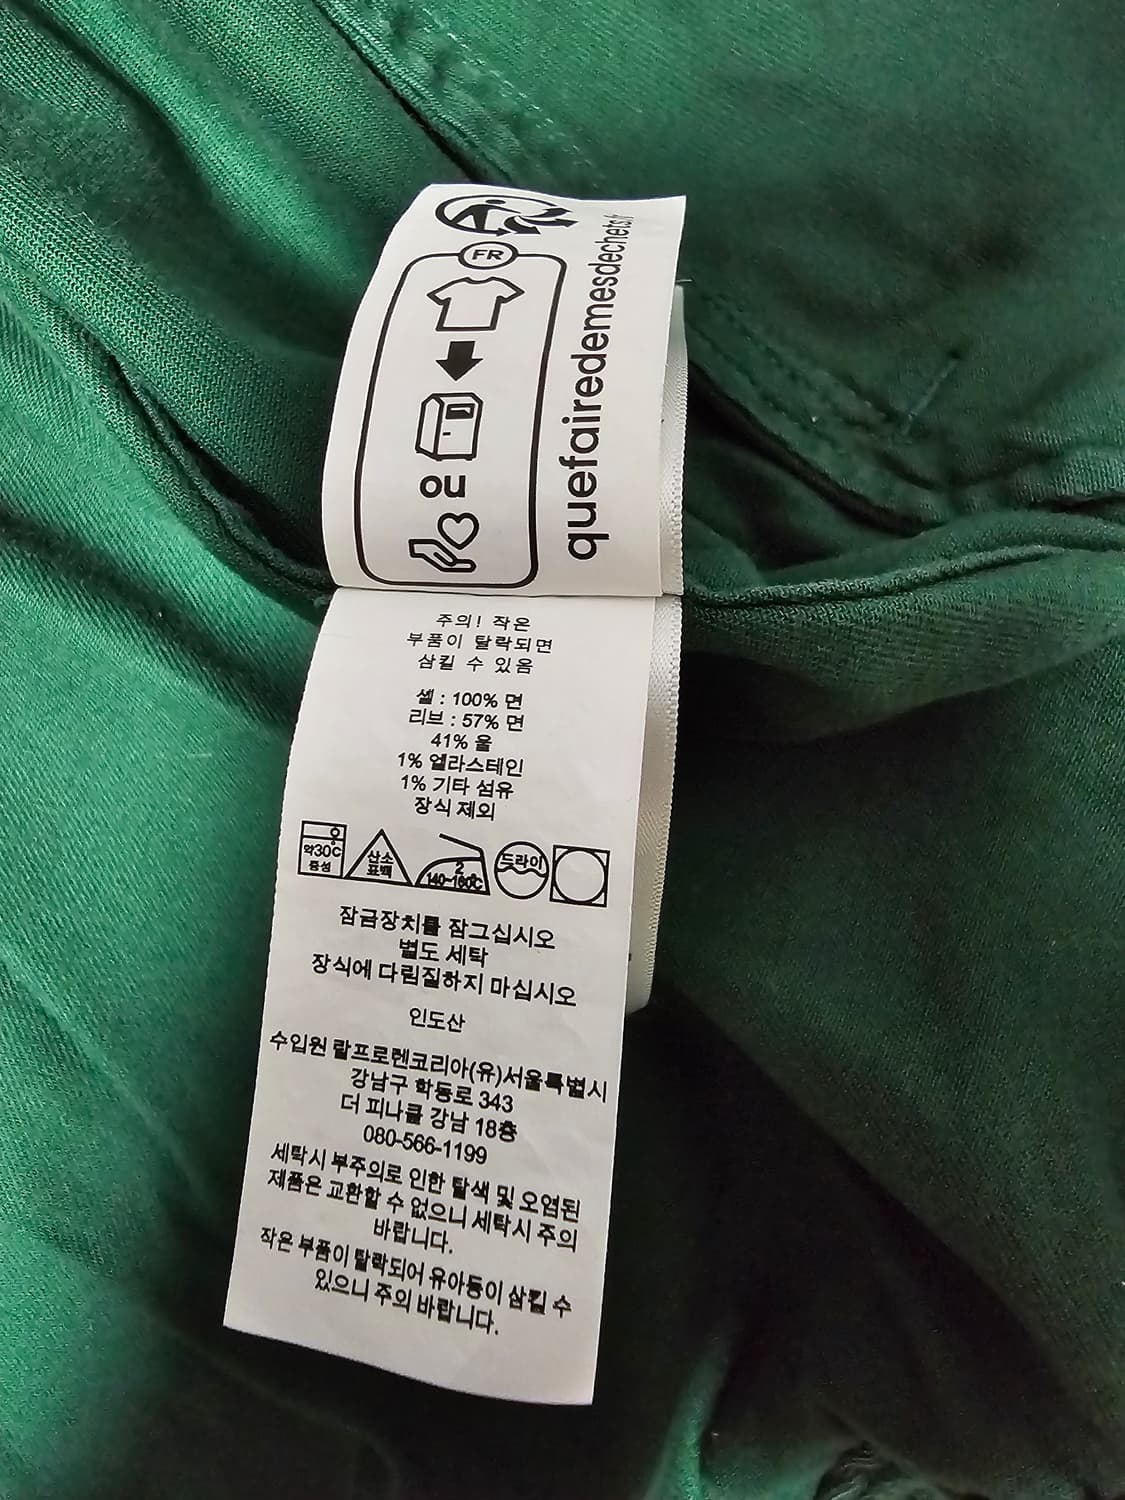 FR
OU
quefairedemesdechets.fr
주의! 작은
부품이 탈락되면
삼킬 수 있음
셸 : 100% 면
리브 : 57% 면
41% 울
1% 엘라스테인
1% 기타 섬유
장식 제외
약30℃
중성
산소
표백
2
140~160℃
드라이
잠금장치를 잠그십시오
별도 세탁
장식에 다림질하지 마십시오
인도산
수입원 랄프로렌코리아(유)서울특별시
강남구 학동로 343
더 피나클 강남 18층
080-566-1199
세탁시 부주의로 인한 탈색 및 오염된
제품은 교환할 수 없으니 세탁시 주의
바랍니다.
작은 부품이 탈락되어 유아등이 삼킬 수
있으니 주의 바랍니다.